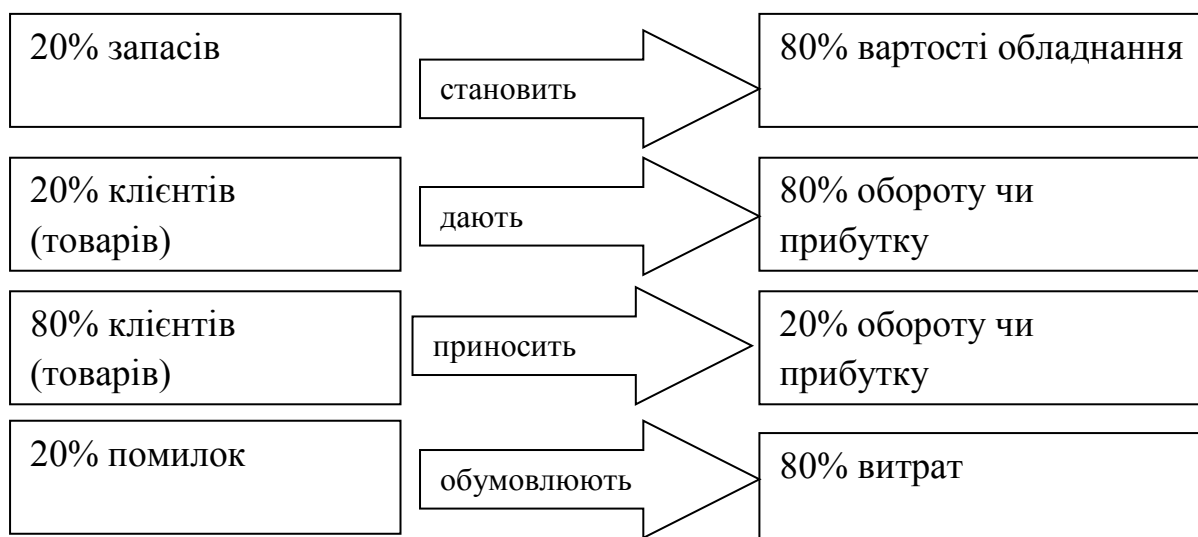 20% запасів
становить
80% вартості обладнання
20% клієнтів
(товарів)
дають
80% обороту чи
прибутку
80% клієнтів
(товарів)
приносить
20% обороту чи
прибутку
20% помилок
обумовлюють
80% витрат